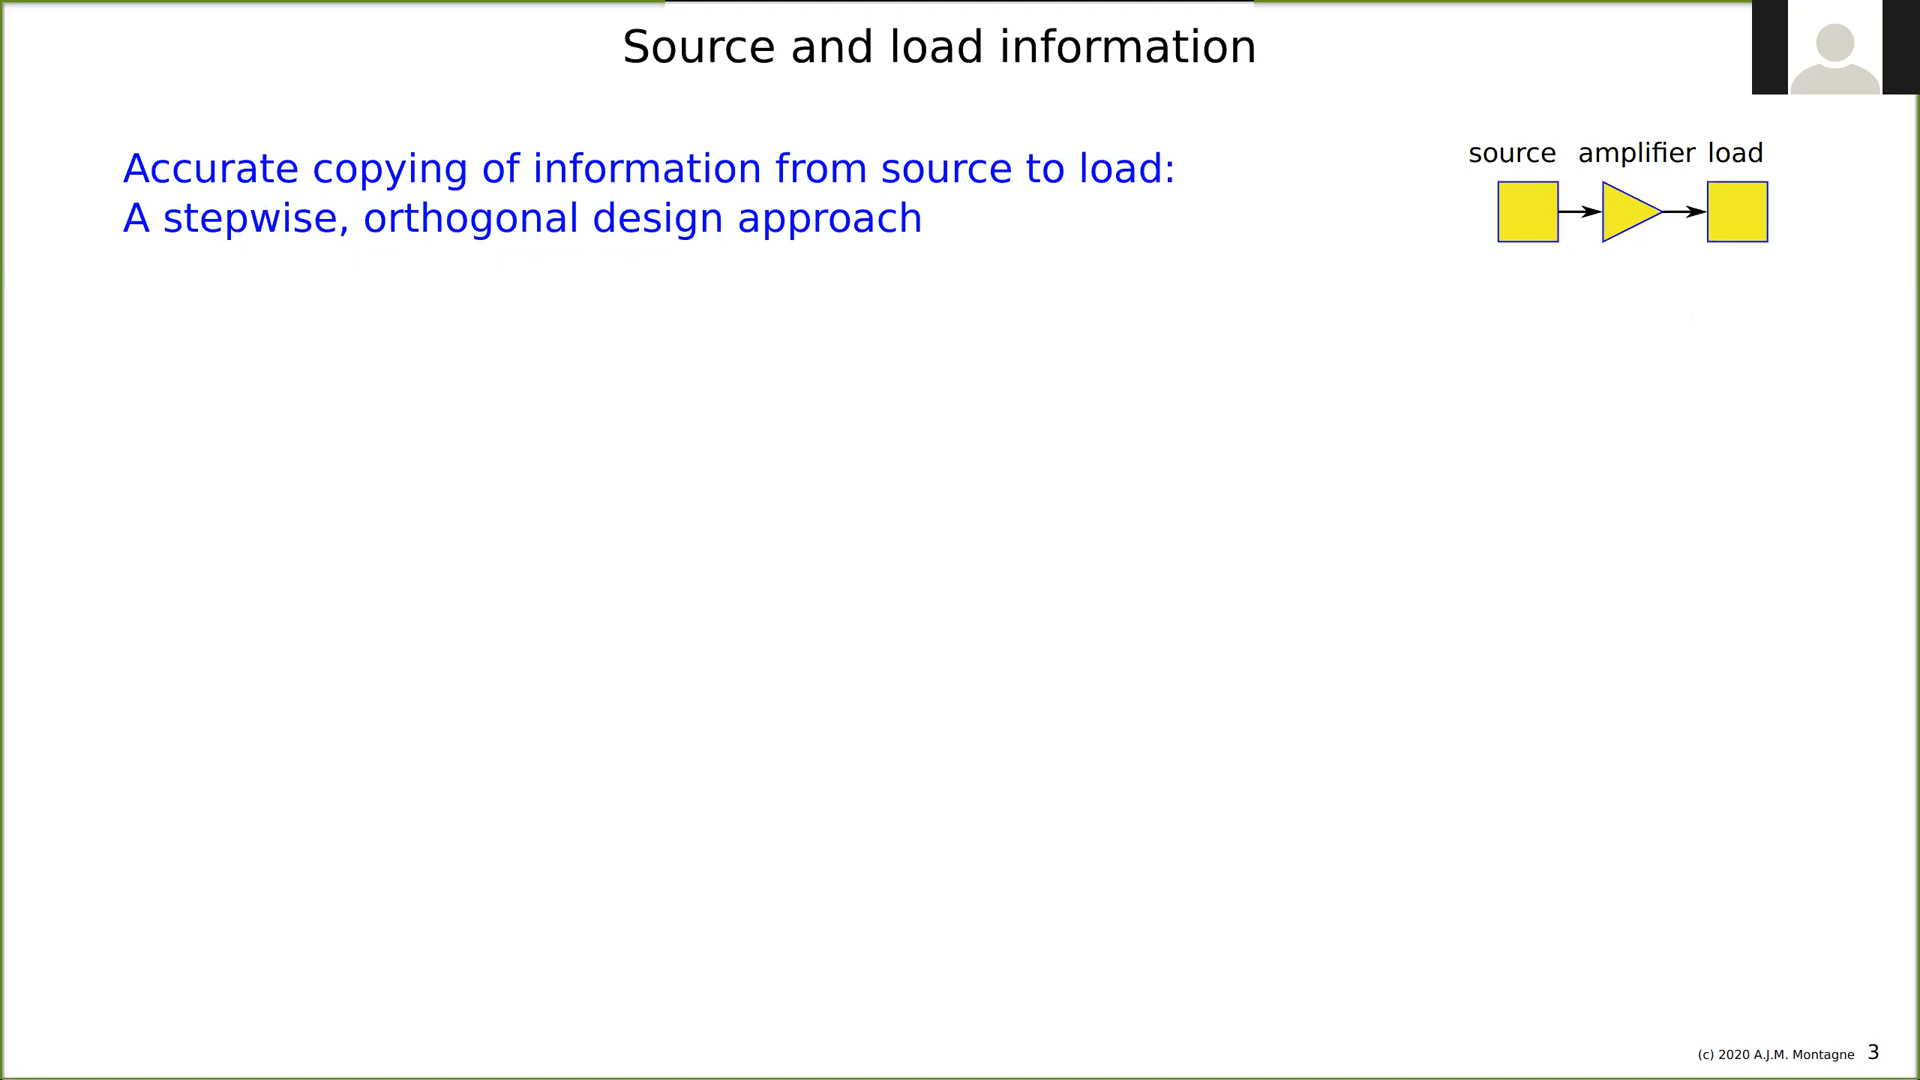 Source and load information
Accurate copying of information from source to load:
A stepwise, orthogonal design approach
source amplifier load
(c) 2020 A.J.M. Montagne 3